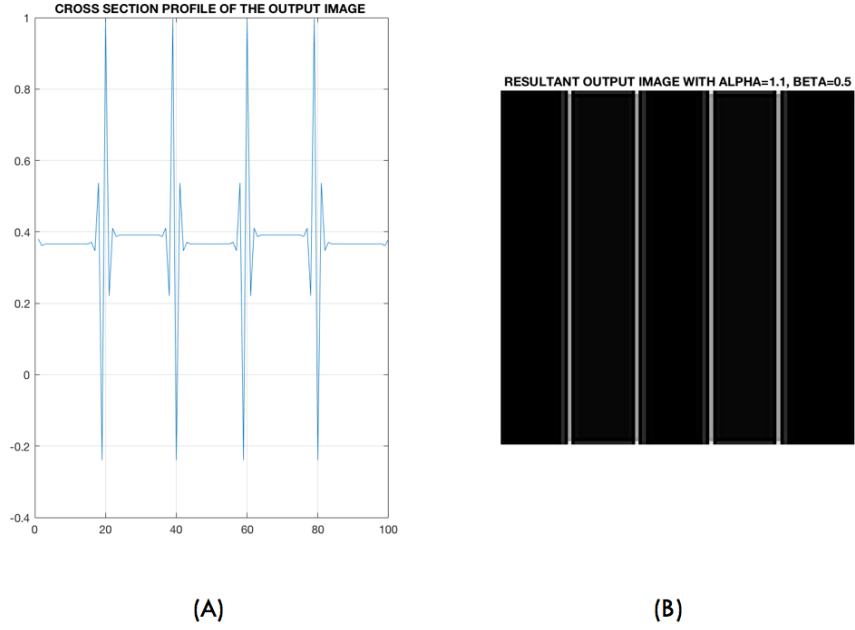 CROSS SECTION PROFILE OF THE OUTPUT IMAGE
1
0.8
0.6
0.4
0.2
0
-0.2
-0.4
0 20 40 60 80 100
(A)
RESULTANT OUTPUT IMAGE WITH ALPHA=1.1, BETA=0.5
(B)